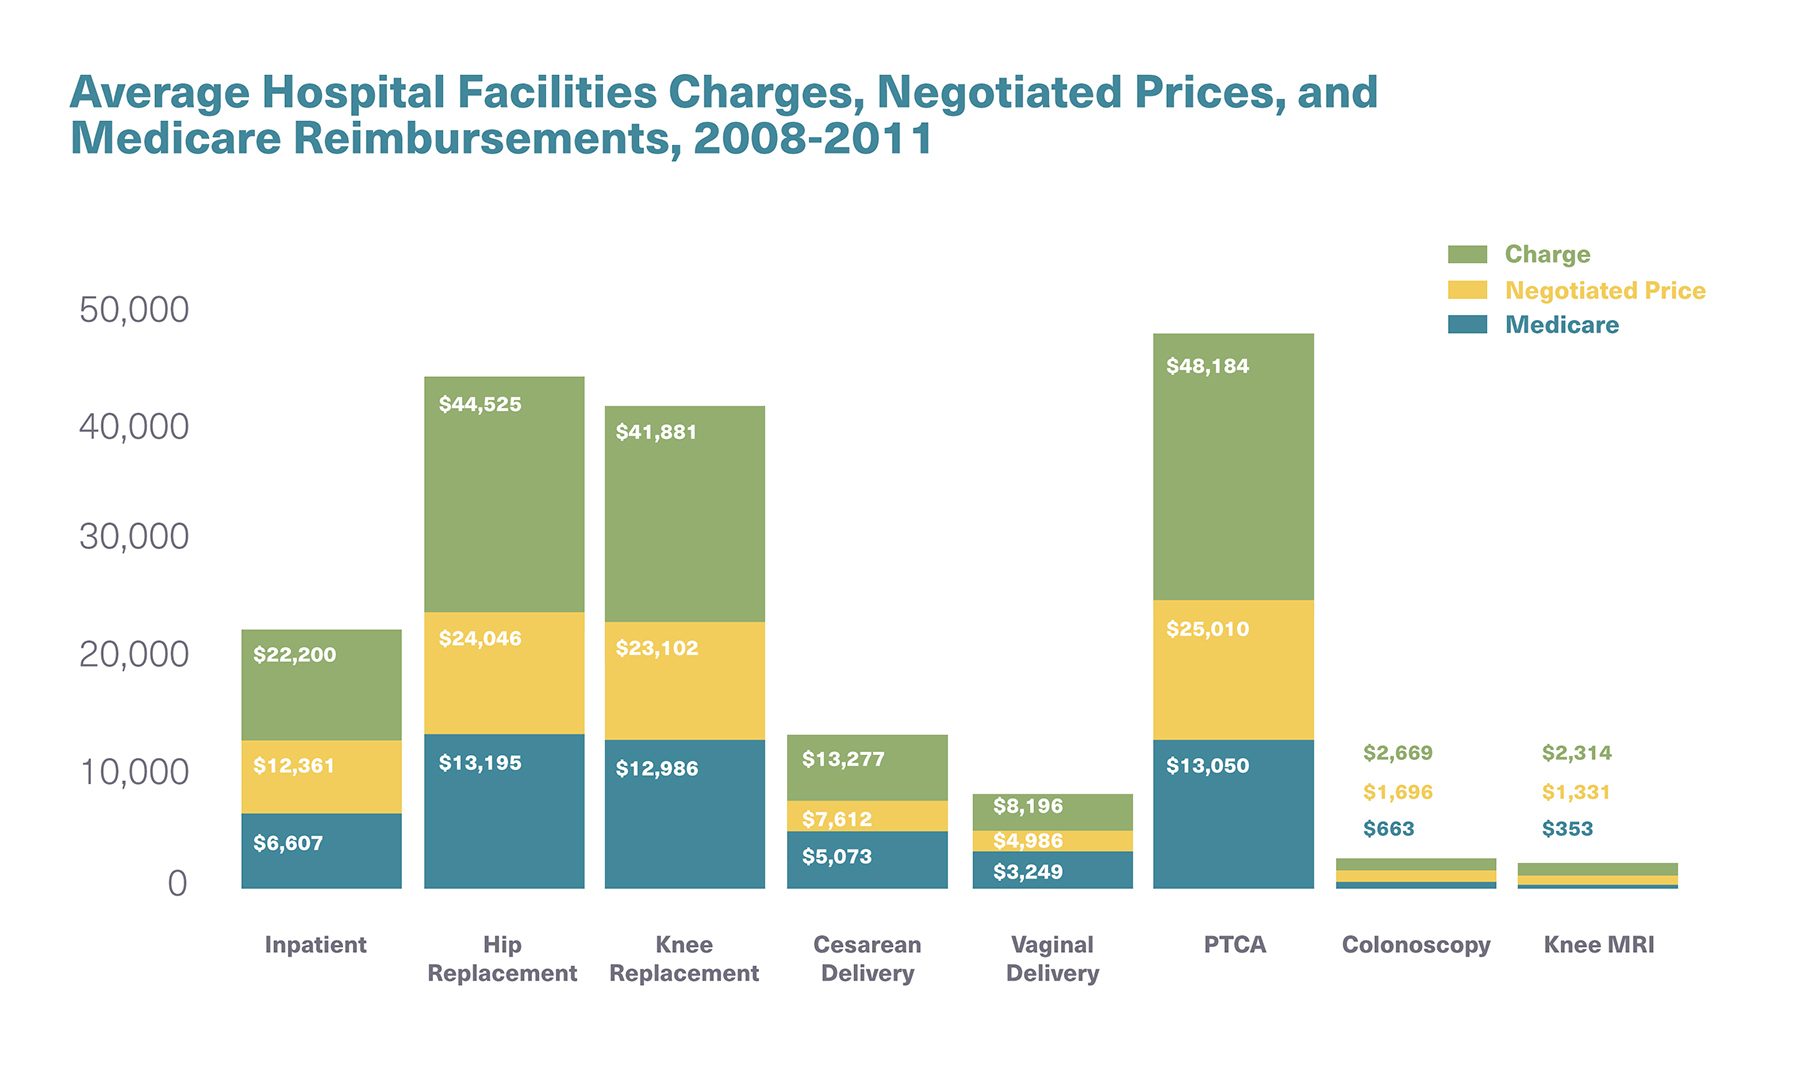 Average Hospital Facilities Charges, Negotiated Prices, and
Medicare Reimbursements, 2008-2011
Charge
Negotiated Price
Medicare
50,000
40,000
30,000
20,000
10,000
0
$22,200
$12,361
$6,607
$44,525
$24,046
$13,195
$41,881
$23,102
$12,986
$13,277
$7,612
$5,073
$8,196
$4,986
$3,249
$48,184
$25,010
$13,050
$2,669
$1,696
$663
$2,314
$1,331
$353
Inpatient
Hip
Replacement
Knee
Replacement
Cesarean
Delivery
Vaginal
Delivery
PTCA
Colonoscopy
Knee MRI